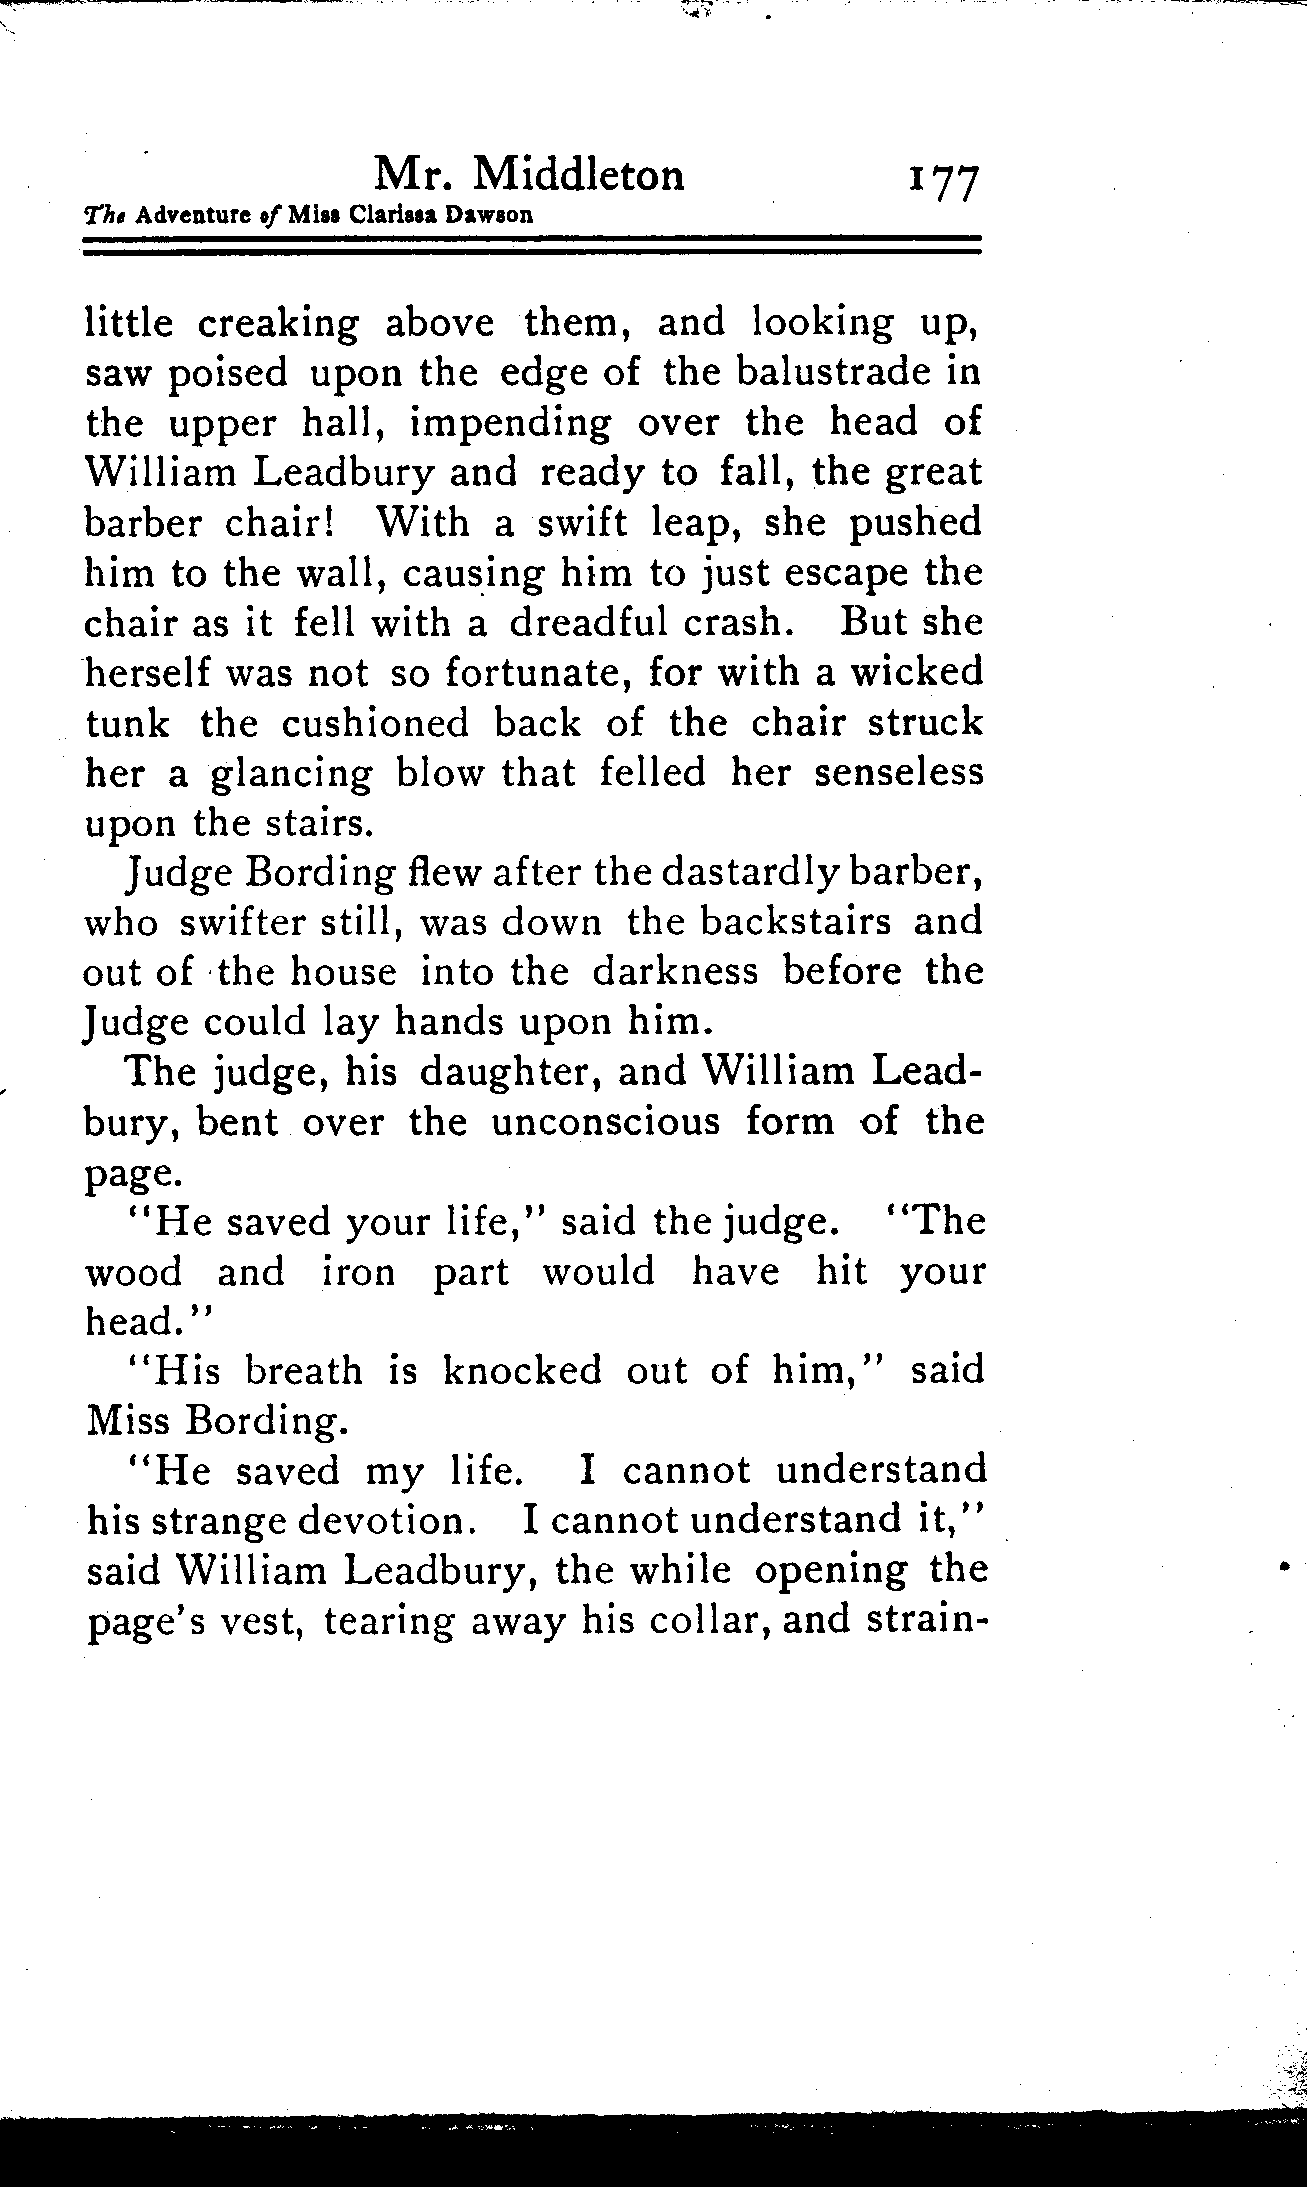 Mr. Middleton 177
The Adventure of Miss Clarissa Dawson
little creaking above them, and looking up,
saw poised upon the edge of the balustrade in
the upper hall, impending over the head of
William Leadbury and ready to fall, the great
barber chair! With a swift leap, she pushed
him to the wall, causing him to just escape the
chair as it fell with a dreadful crash. But she
herself was not so fortunate, for with a wicked
tunk the cushioned back of the chair struck
her a glancing blow that felled her senseless
upon the stairs.
Judge Bording flew after the dastardly barber,
who swifter still, was down the backstairs and
out of the house into the darkness before the
Judge could lay hands upon him.
The judge, his daughter, and William Lead-
bury, bent over the unconscious form of the
page.
"He saved your life," said the judge. "The
wood and iron part would have hit your
head."
"His breath is knocked out of him," said
Miss Bording.
"He saved my life. I cannot understand
his strange devotion. I cannot understand it,"
said William Leadbury, the while opening the
page's vest, tearing away his collar, and strain-